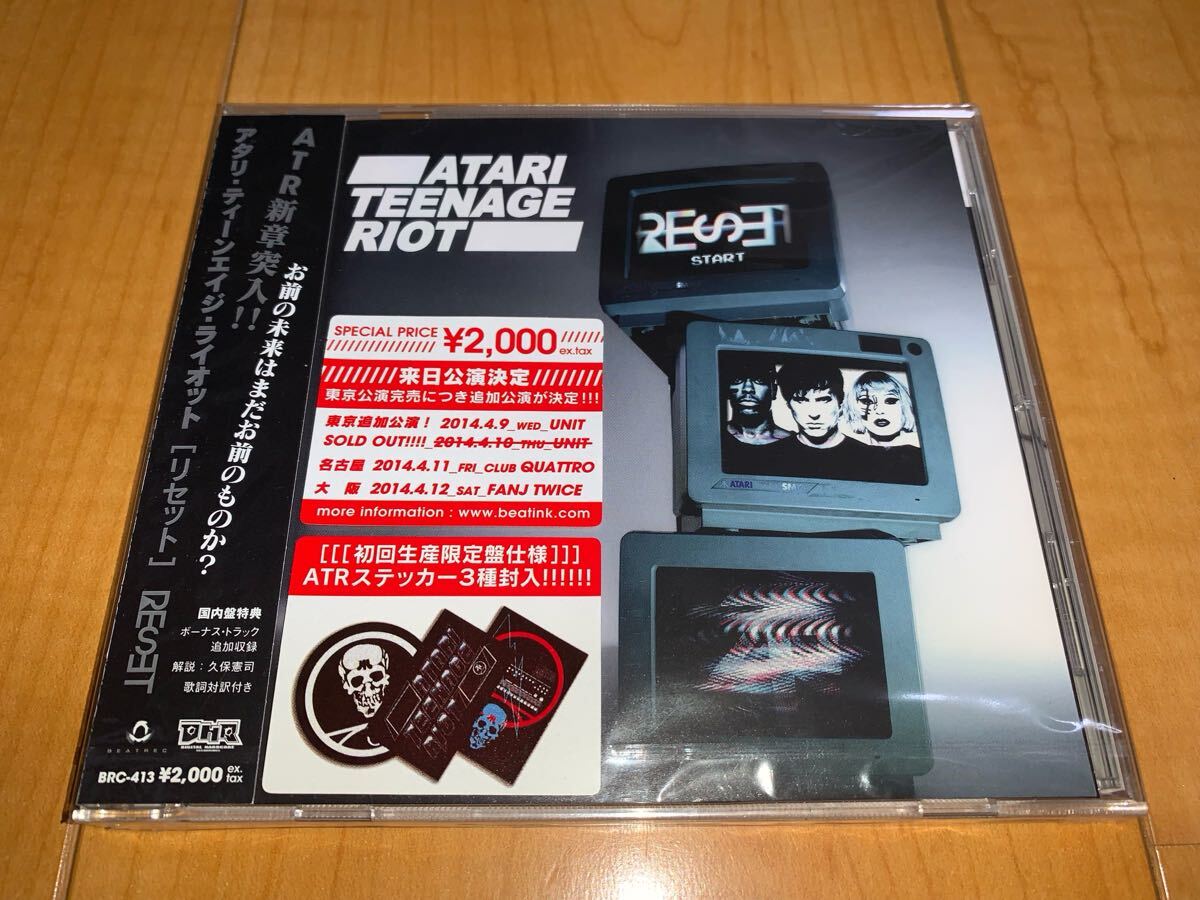 ATR新章突入!!
お前の未来はまだお前のものか?
アタリ・ティーンエイジ・ライオット [リセット] RESET
国内盤特典
ボーナス・トラック
追加収録
解説:久保憲司
歌詞対訳付き
BEATREC
DHR
DIGITAL HARDCORE
BRC-413 ¥2,000 ex. tax
ATARI
TEENAGE
RIOT
RESET
START
SPECIAL PRICE ¥2,000 ex.tax
来日公演決定
東京公演完売につき追加公演が決定!!!
東京追加公演! 2014.4.9_WED_UNIT
SOLD OUT!!!!_2014.4.10_THU_UNIT
名古屋 2014.4.11_FRI_CLUB QUATTRO
大 阪 2014.4.12_SAT_FANJ TWICE
more information : www.beatink.com
[[[初回生産限定盤仕様]]]
ATRステッカー3種封入!!!!!!
ATARI